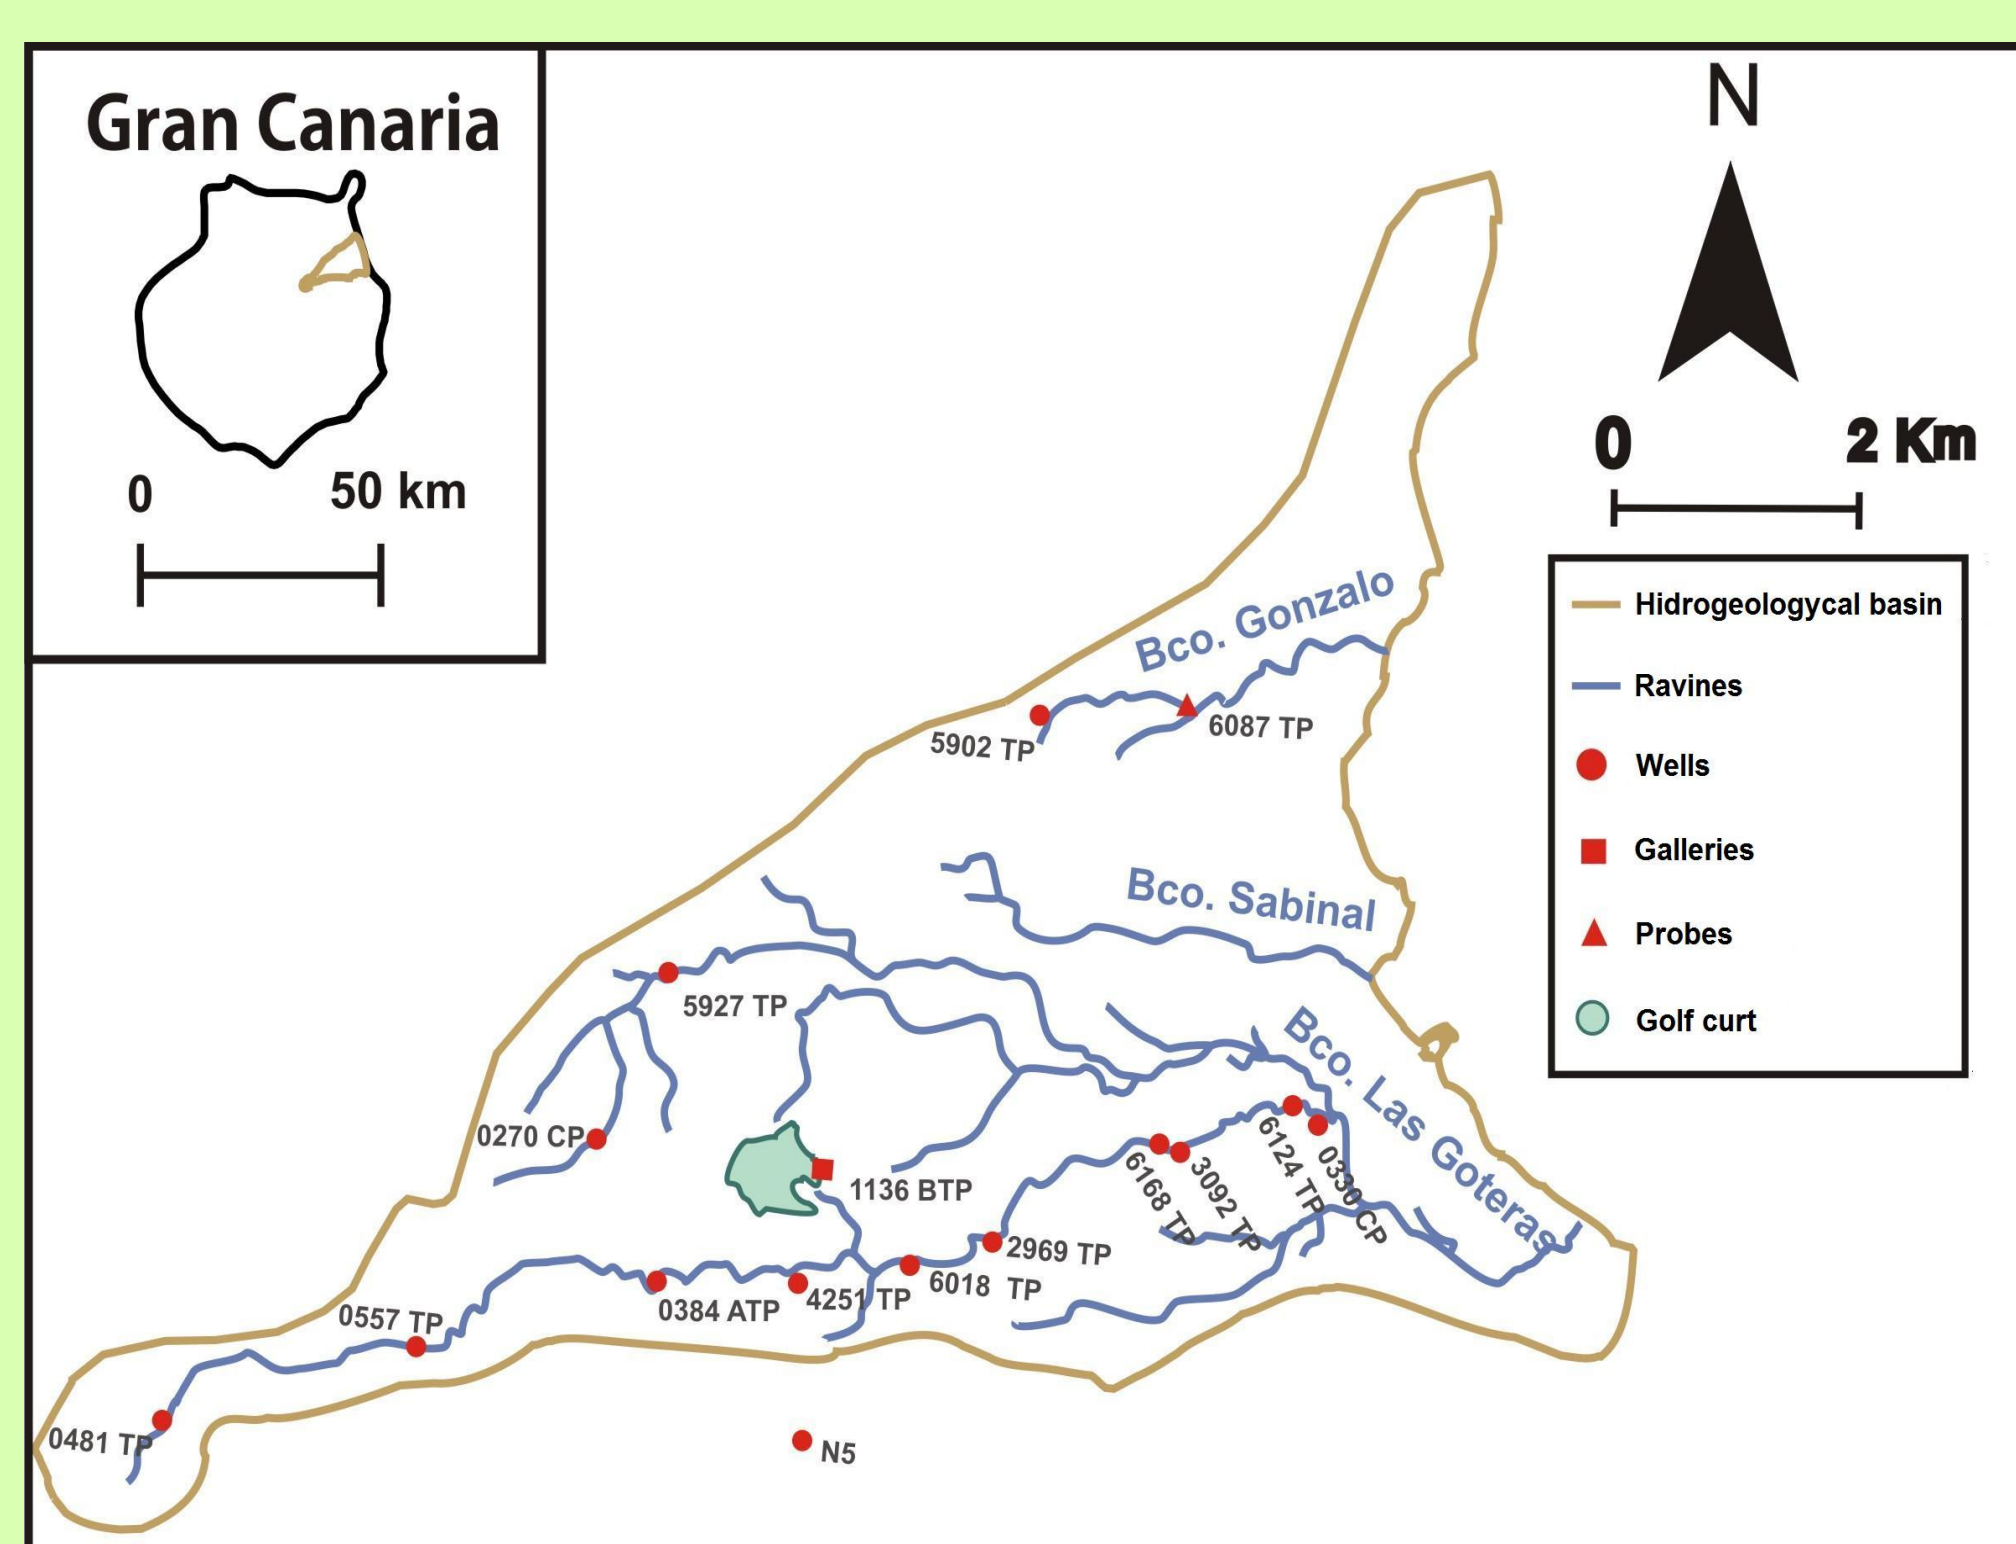 Gran Canaria
0 50 km
N
0 2 Km
Hidrogeologycal basin
Ravines
Wells
Galleries
Probes
Golf curt
Bco. Gonzalo
5902 TP
6087 TP
Bco. Sabinal
5927 TP
Bco. Las Goteras
0270 CP
1136 BTP
6168 TP
3092 TP
6124 TP
0330 CP
2969 TP
6018 TP
4251 TP
0384 ATP
0557 TP
0481 TP
N5